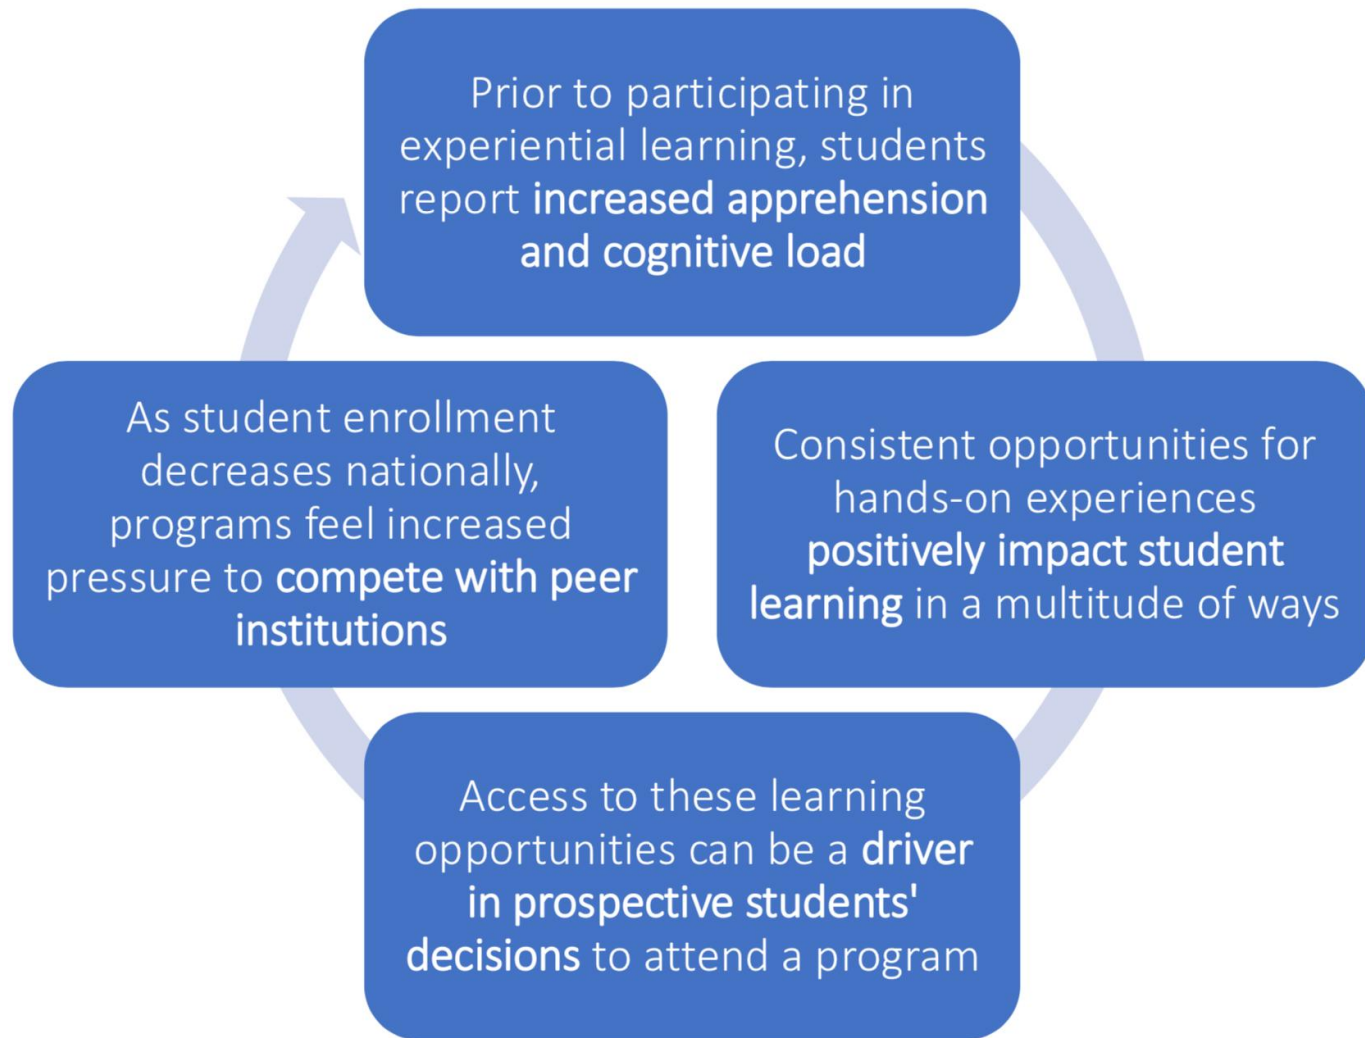 Prior to participating in
experiential learning, students
report increased apprehension
and cognitive load
Consistent opportunities for
hands-on experiences
positively impact student
learning in a multitude of ways
Access to these learning
opportunities can be a driver
in prospective students'
decisions to attend a program
As student enrollment
decreases nationally,
programs feel increased
pressure to compete with peer
institutions